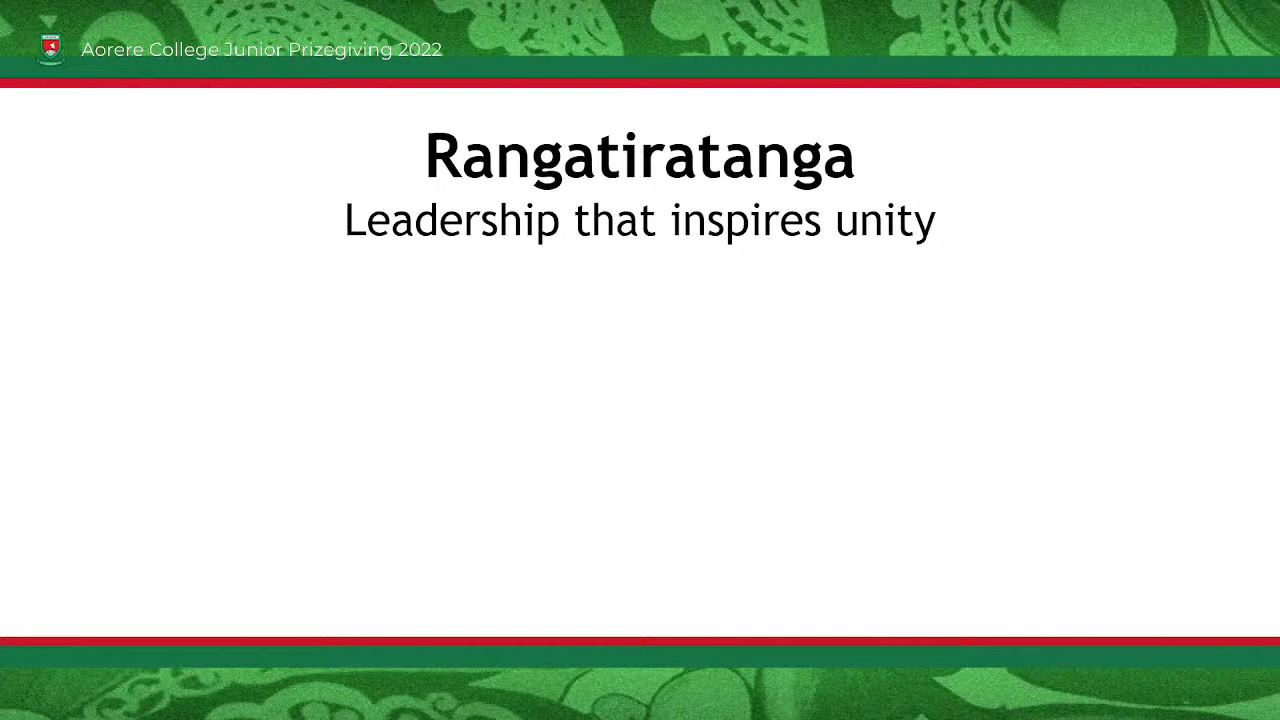 Aorere College Junior Prizegiving 2022
Rangatiratanga
Leadership that inspires unity